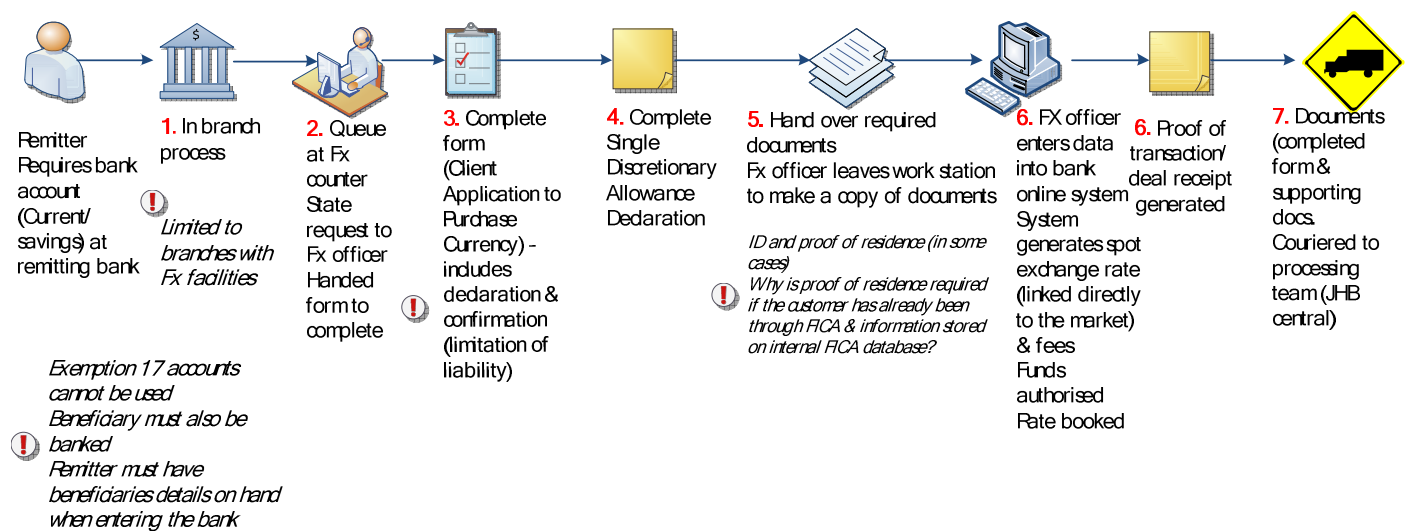 $
Remitter
Requires bank
account
(Current/
savings) at
remitting bank
Exemption 17 accounts
cannot be used
Beneficiary must also be
banked
Remitter must have
beneficiaries details on hand
when entering the bank
1. In branch
process
Limited to
branches with
Fx facilities
2. Queue
at Fx
counter
State
request to
Fx officer
Handed
form to
complete
3. Complete
form
(Client
Application to
Purchase
Currency) -
includes
declaration &
confirmation
(limitation of
liability)
4. Complete
Single
Discretionary
Allowance
Declaration
5. Hand over required
documents
Fx officer leaves work station
to make a copy of documents
ID and proof of residence (in some
cases)
Why is proof of residence required
if the customer has already been
through FICA & information stored
on internal FICA database?
6. FX officer
enters data
into bank
online system
System
generates spot
exchange rate
(linked directly
to the market)
& fees
Funds
authorised
Rate booked
6. Proof of
transaction/
deal receipt
generated
7. Documents
(completed
form &
supporting
docs.
Couriered to
processing
team (JHB
central)